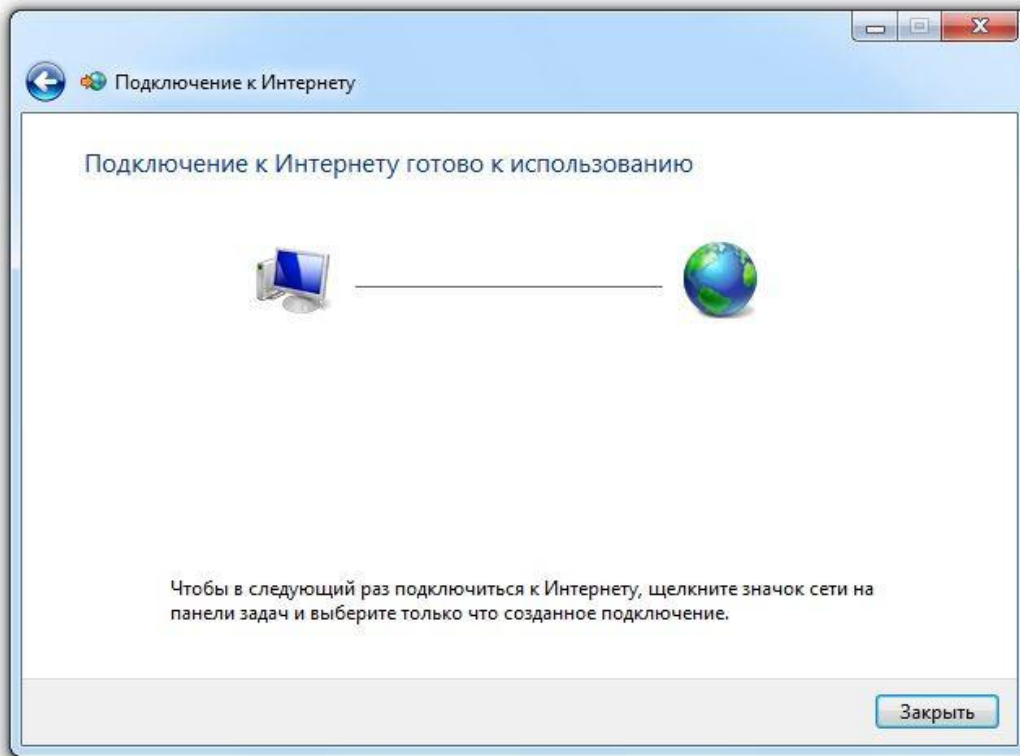 Подключение к Интернету
Подключение к Интернету готово к использованию
Чтобы в следующий раз подключиться к Интернету, щелкните значок сети на
панели задач и выберите только что созданное подключение.
Закрыть